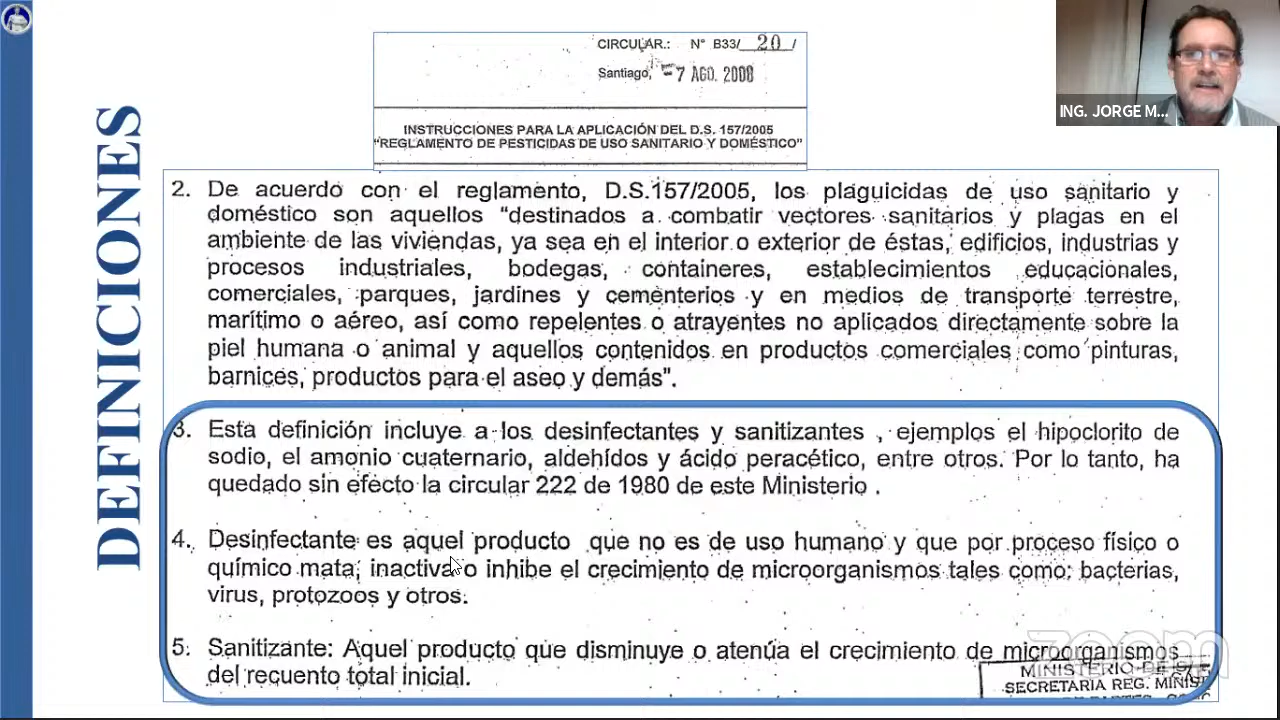 CIRCULAR.: N° B33/ 20 /
Santiago, 7 AGO. 2008
INSTRUCCIONES PARA LA APLICACIÓN DEL D.S. 157/2005
"REGLAMENTO DE PESTICIDAS DE USO SANITARIO Y DOMÉSTICO"
ING. JORGE M...
DEFINICIONES
2. De acuerdo con el reglamento, D.S.157/2005, los plaguicidas de uso sanitario y
doméstico son aquellos "destinados a combatir vectores sanitarios y plagas en el
ambiente de las viviendas, ya sea en el interior o exterior de éstas, edificios, industrias y
procesos industriales, bodegas, containeres, establecimientos educacionales,
comerciales, parques, jardines y cementerios y en medios de transporte terrestre,
marítimo o aéreo, así como repelentes o atrayentes no aplicados directamente sobre la
piel humana o animal y aquellos contenidos en productos comerciales como pinturas,
barnices, productos para el aseo y demás".
3. Esta definición incluye a los desinfectantes y sanitizantes , ejemplos el hipoclorito de
sodio, el amonio cuaternario, aldehídos y ácido peracético, entre otros. Por lo tanto, ha
quedado sin efecto la circular 222 de 1980 de este Ministerio .
4. Desinfectante es aquel producto que no es de uso humano y que por proceso físico o
químico mata, inactiva o inhibe el crecimiento de microorganismos tales como: bacterias,
virus, protozoos y otros.
5. Sanitizante: Aquel producto que disminuye o atenúa el crecimiento de microorganismos
del recuento total inicial.
zoom
MINISTERIO DE
SECRETARIA REG. MINIST